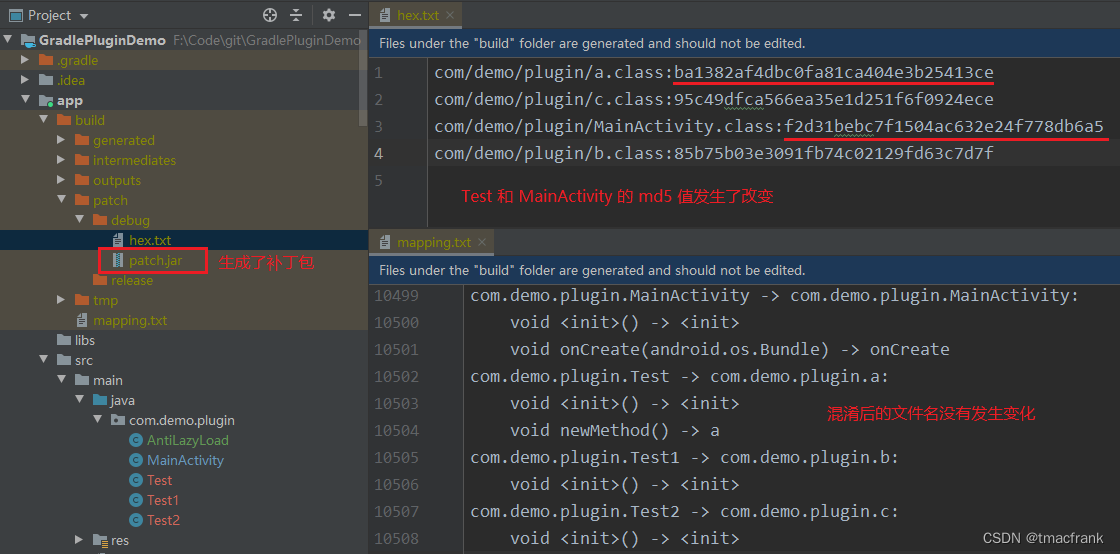 Project
GradlePluginDemo F:\Code\git\GradlePluginDemo
.gradle
.idea
app
build
generated
intermediates
outputs
patch
debug
hex.txt
patch.jar
生成了补丁包
release
tmp
mapping.txt
libs
src
main
java
com.demo.plugin
AntiLazyLoad
MainActivity
Test
Test1
Test2
res
hex.txt
Files under the "build" folder are generated and should not be edited.
1 com/demo/plugin/a.class:ba1382af4dbc0fa81ca404e3b25413ce
2 com/demo/plugin/c.class:95c49dfca566ea35e1d251f6f0924ece
3 com/demo/plugin/MainActivity.class:f2d31bebc7f1504ac632e24f778db6a5
4 com/demo/plugin/b.class:85b75b03e3091fb74c02129fd63c7d7f
5
Test 和 MainActivity 的 md5 值发生了改变
mapping.txt
Files under the "build" folder are generated and should not be edited.
10499 com.demo.plugin.MainActivity -> com.demo.plugin.MainActivity:
10500 void <init>() -> <init>
10501 void onCreate(android.os.Bundle) -> onCreate
10502 com.demo.plugin.Test -> com.demo.plugin.a:
10503 void <init>() -> <init>
混淆后的文件名没有发生变化
10504 void newMethod() -> a
10505 com.demo.plugin.Test1 -> com.demo.plugin.b:
10506 void <init>() -> <init>
10507 com.demo.plugin.Test2 -> com.demo.plugin.c:
10508 void <init>() -> <init>
CSDN @tmacfrank